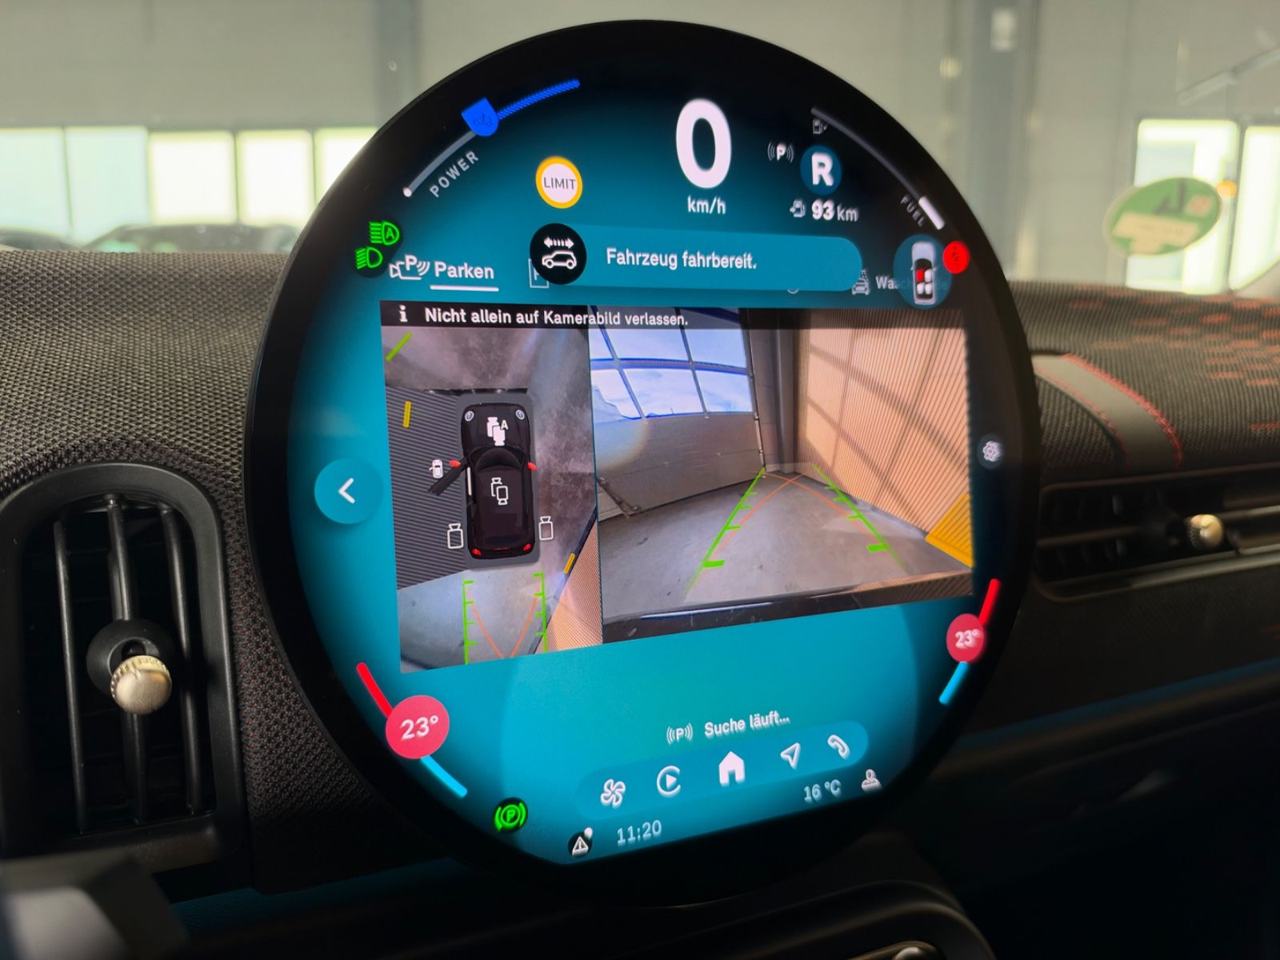 0
km/h
POWER
LIMIT
R
FUEL
93 km
Fahrzeug fahrbereit.
Parken
i Nicht allein auf Kamerabild verlassen.
A
23°
23°
((P)) Suche läuft...
16 °C
11:20